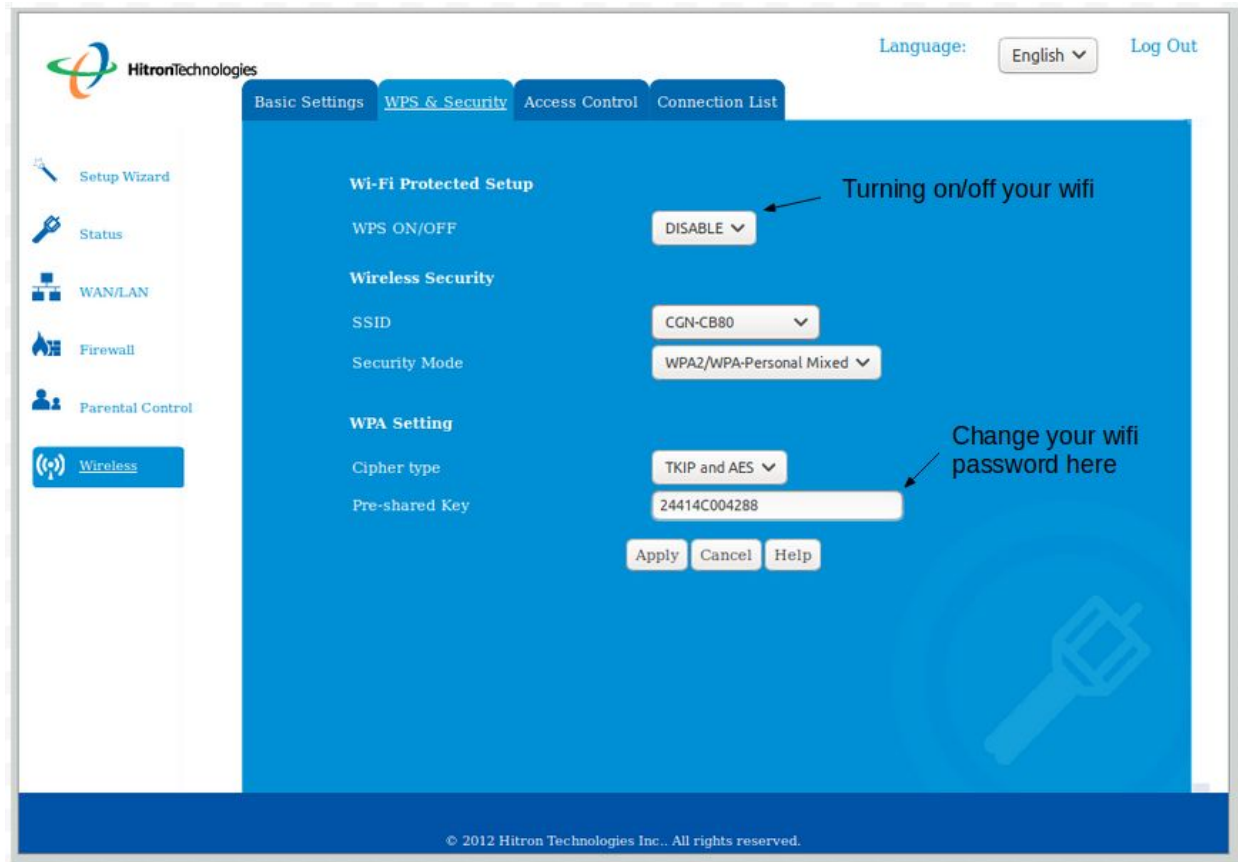 HitronTechnologies
Language: English Log Out
Basic Settings WPS & Security Access Control Connection List
Setup Wizard
Status
WAN/LAN
Firewall
Parental Control
Wireless
Wi-Fi Protected Setup
Turning on/off your wifi
WPS ON/OFF DISABLE
Wireless Security
SSID CGN-CB80
Security Mode WPA2/WPA-Personal Mixed
WPA Setting
Change your wifi
password here
Cipher type TKIP and AES
Pre-shared Key 24414C004288
Apply Cancel Help
© 2012 Hitron Technologies Inc.. All rights reserved.